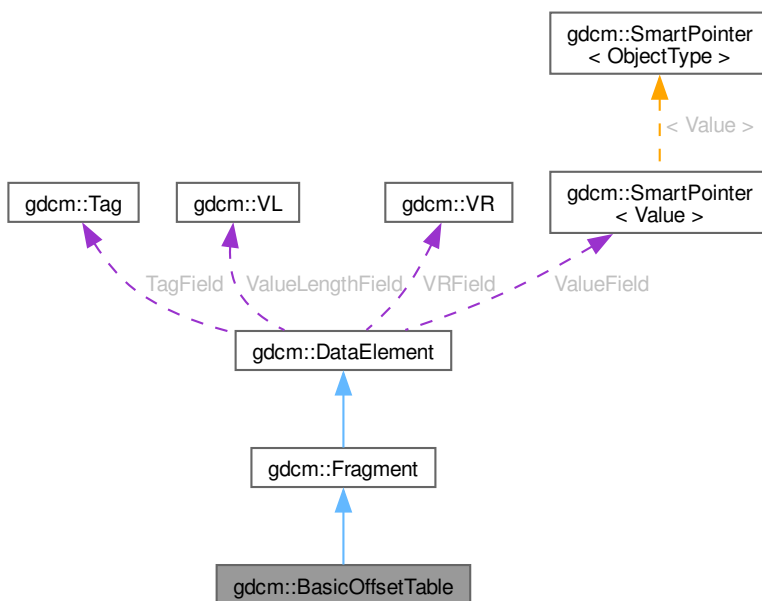 gdcm::SmartPointer
< ObjectType >
< Value >
gdcm::Tag
gdcm::VL
gdcm::VR
gdcm::SmartPointer
< Value >
TagField
ValueLengthField
VRField
ValueField
gdcm::DataElement
gdcm::Fragment
gdcm::BasicOffsetTable